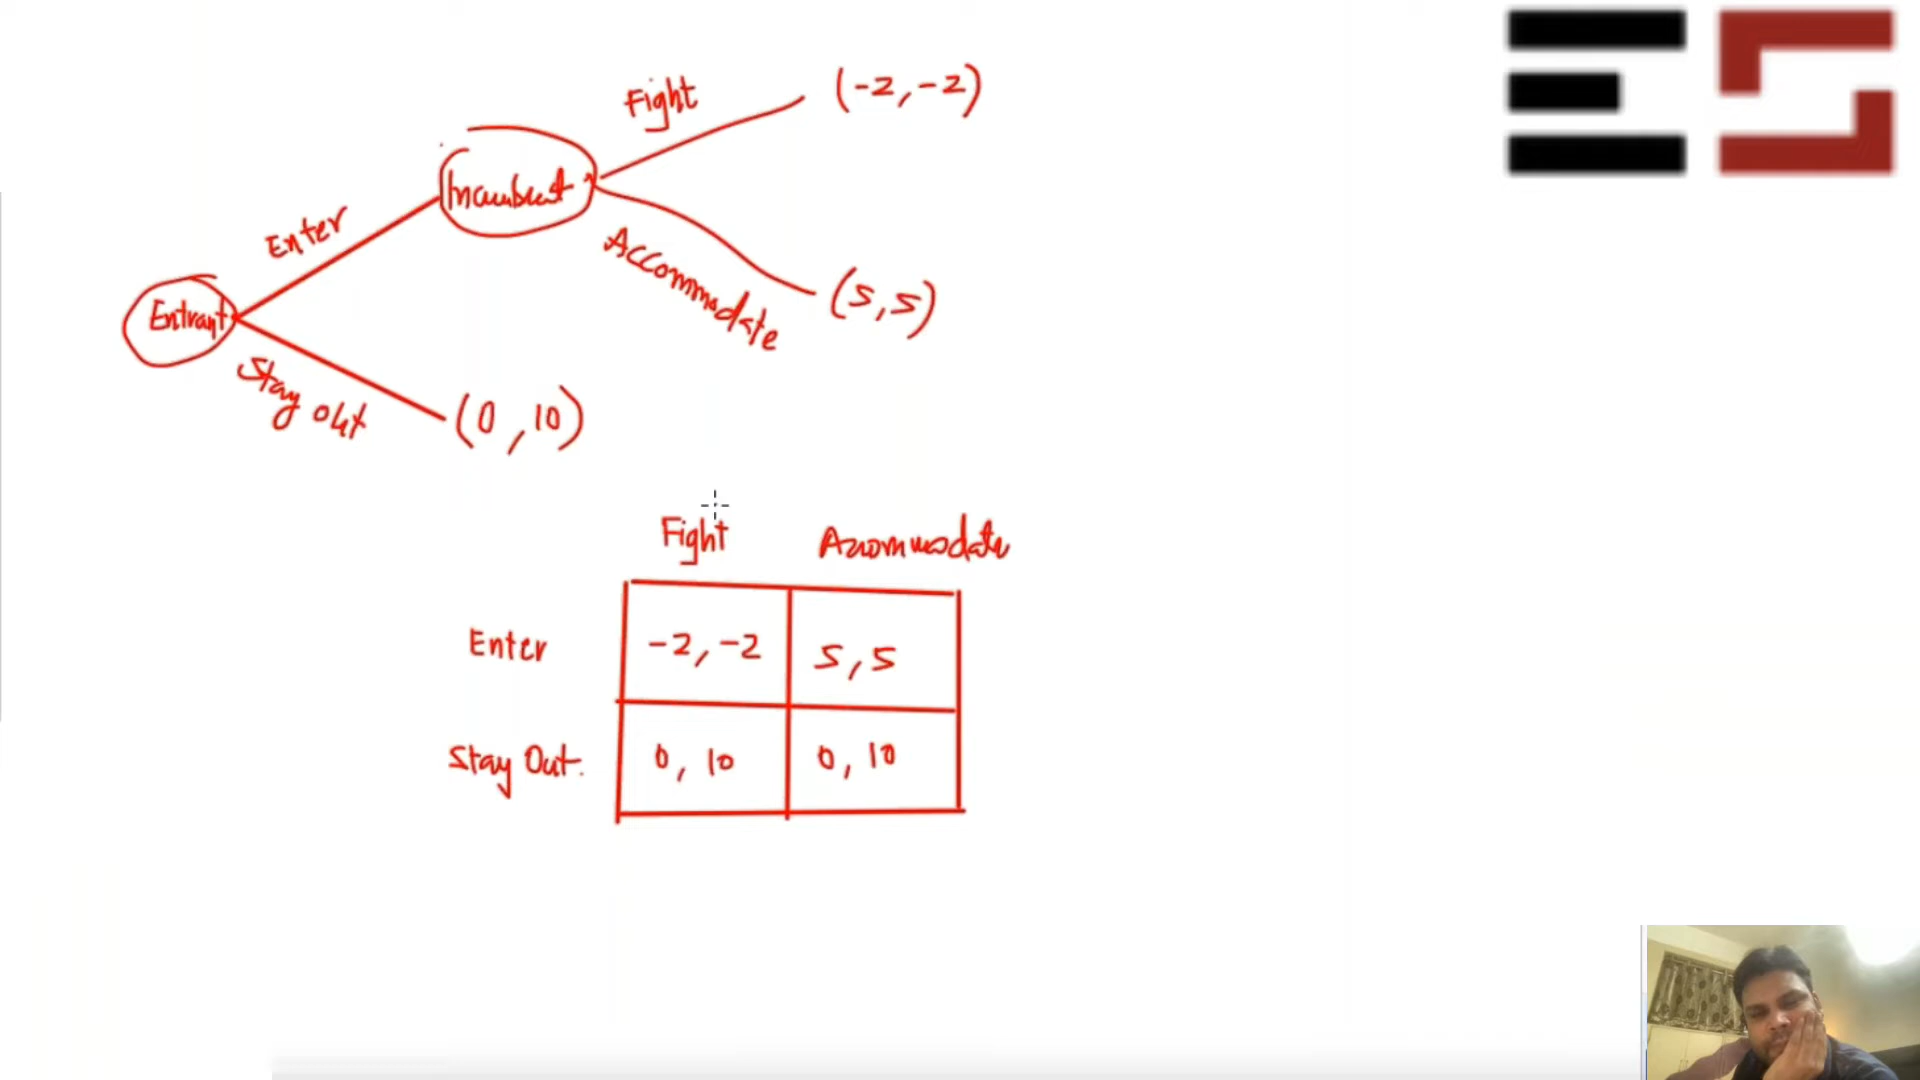 Fight
(-2,-2)
Incumbent
Enter
Accommodate
(5,5)
Entrant
Stay Out
(0,10)
Fight Accommodate
Enter -2,-2 5,5
Stay Out. 0,10 0,10
ES